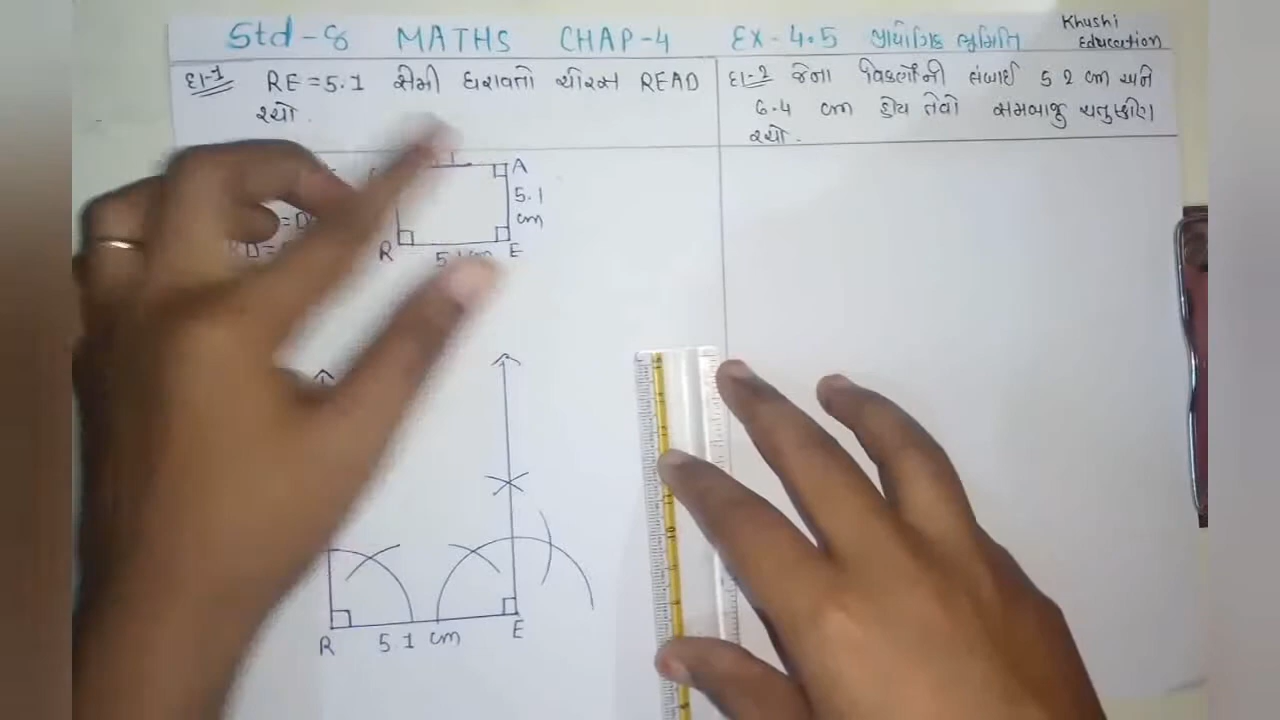 Std-8 MATHS CHAP-4 EX-4.5 પ્રાયોગિક ભૂમિતિ
Khushi Education
દા-1 RE = 5.1 સેમી ધરાવતો ચોરસ READ
રચો.
દા-2 જેના વિકર્ણોની લંબાઈ 5.2 cm અને
6.4 cm હોય તેવો સમબાજુ ચતુષ્કોણ
રચો.
A
5.1
cm
R
E
R 5.1 cm E